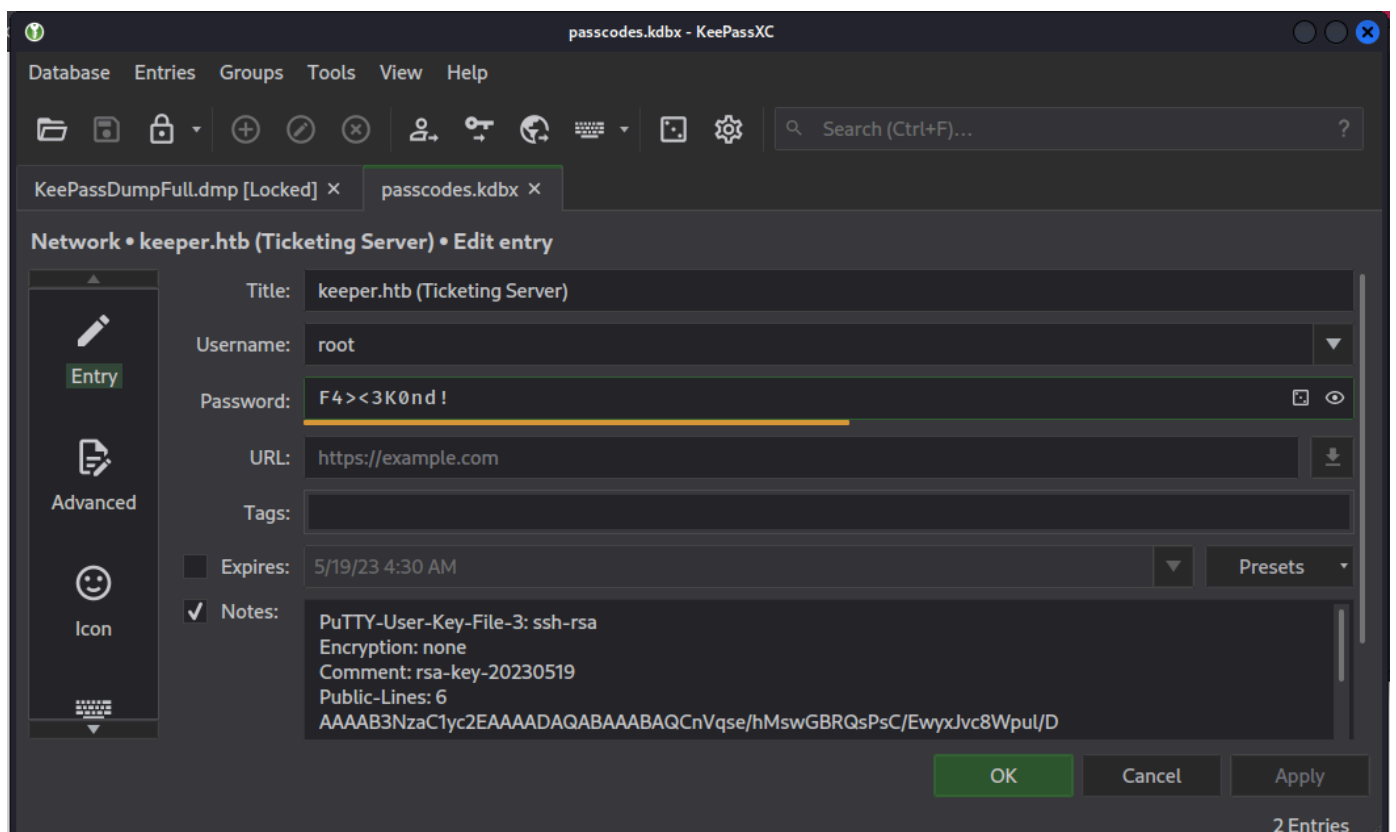 passcodes.kdbx - KeePassXC
Database Entries Groups Tools View Help
Search (Ctrl+F)... ?
KeePassDumpFull.dmp [Locked] × passcodes.kdbx ×
Network • keeper.htb (Ticketing Server) • Edit entry
Title: keeper.htb (Ticketing Server)
Username: root
Entry
Password: F4><3K0nd!
URL: https://example.com
Advanced
Tags:
Expires: 5/19/23 4:30 AM Presets
Notes: PuTTY-User-Key-File-3: ssh-rsa
Icon
Encryption: none
Comment: rsa-key-20230519
Public-Lines: 6
AAAAB3NzaC1yc2EAAAADAQABAAABAQCnVqse/hMswGBRQsPsC/EwyxJvc8Wpul/D
OK Cancel Apply
2 Entries